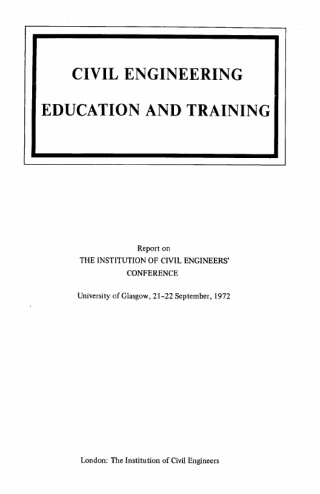 CIVIL ENGINEERING
EDUCATION AND TRAINING
Report on
THE INSTITUTION OF CIVIL ENGINEERS'
CONFERENCE
University of Glasgow, 21-22 September, 1972
London: The Institution of Civil Engineers